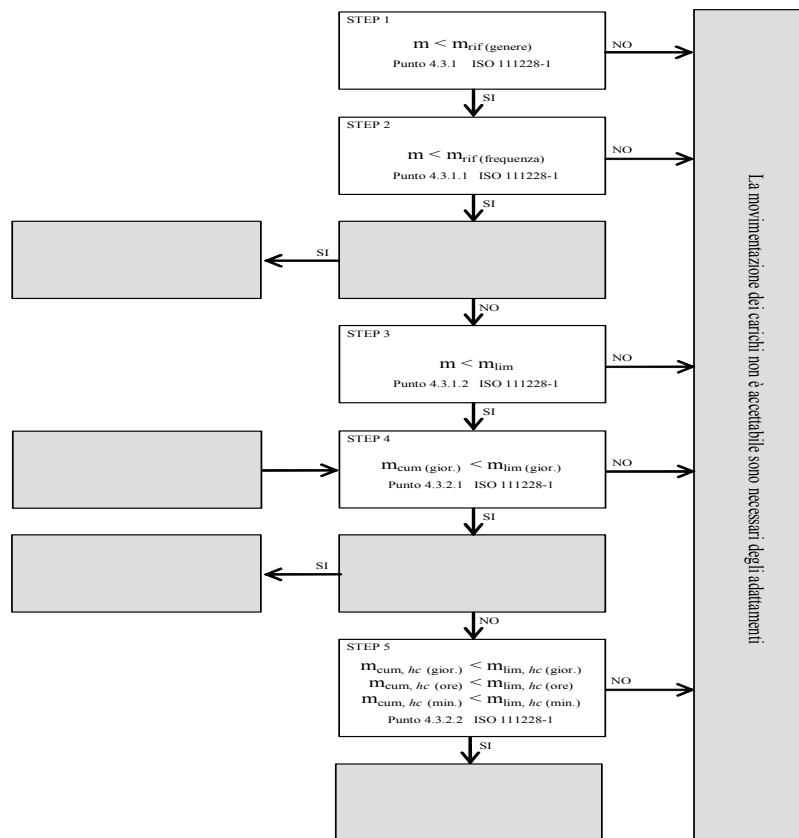 STEP 1
m < mrif (genere)
Punto 4.3.1 ISO 111228-1
NO
SI
STEP 2
m < mrif (frequenza)
Punto 4.3.1.1 ISO 111228-1
NO
SI
SI
NO
STEP 3
m < mlim
Punto 4.3.1.2 ISO 111228-1
NO
SI
STEP 4
mcum (gior.) < mlim (gior.)
Punto 4.3.2.1 ISO 111228-1
NO
SI
SI
NO
STEP 5
mcum, hc (gior.) < mlim, hc (gior.)
mcum, hc (ore) < mlim, hc (ore)
mcum, hc (min.) < mlim, hc (min.)
Punto 4.3.2.2 ISO 111228-1
NO
SI
La movimentazione dei carichi non è accettabile sono necessari degli adattamenti